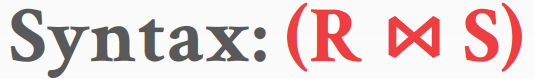 Syntax: (R ⋈ S)